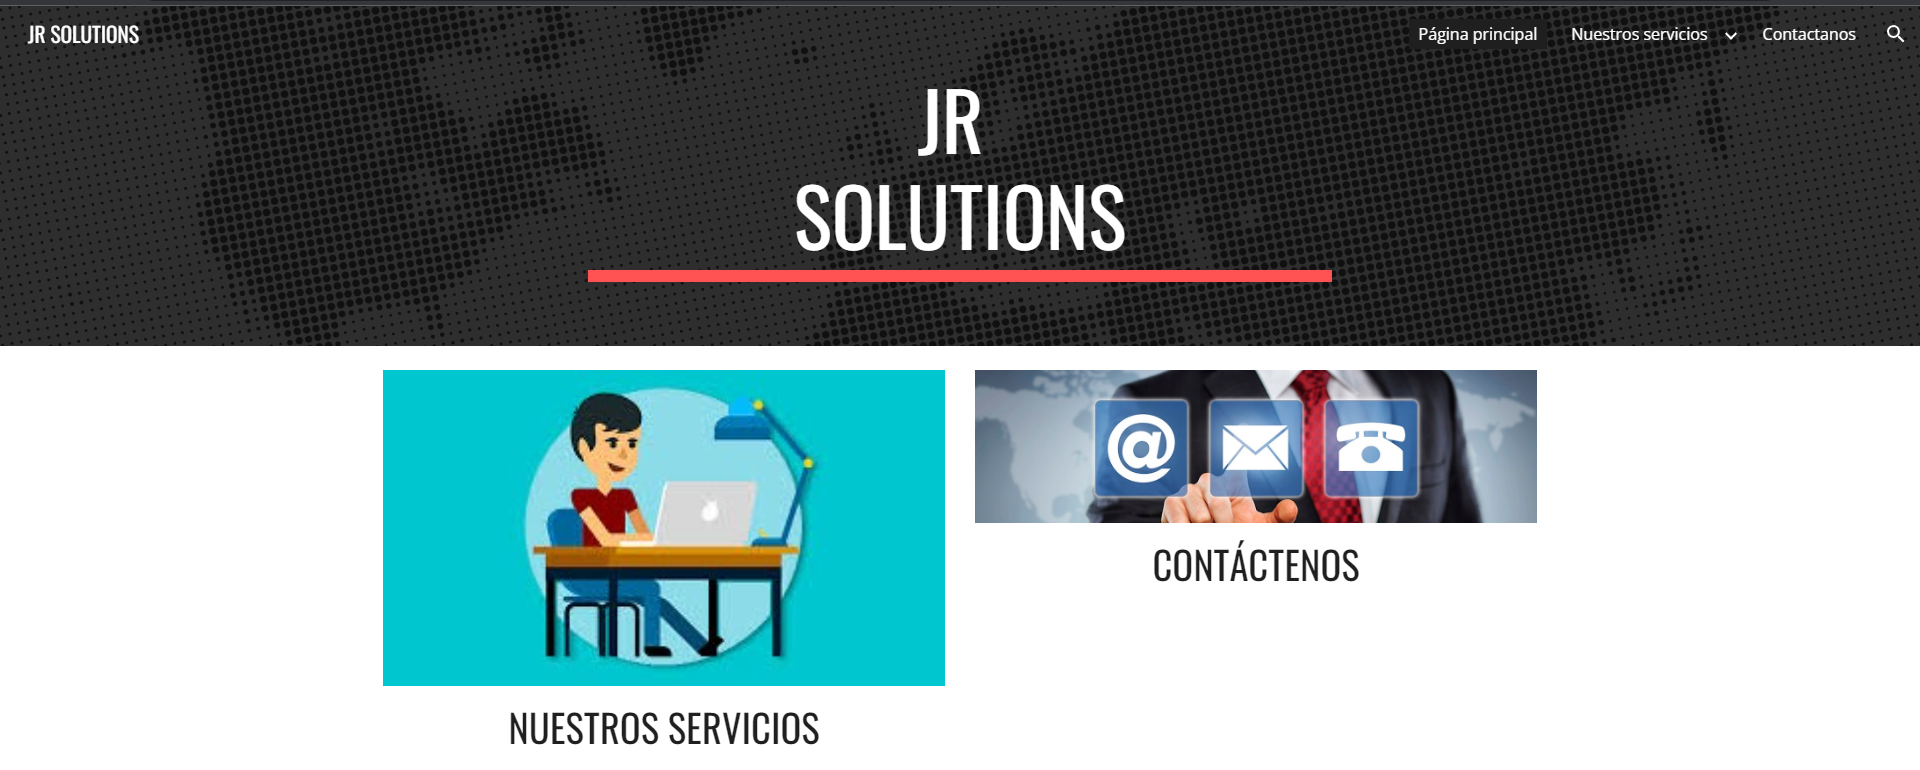 JR SOLUTIONS
Página principal
Nuestros servicios
Contactanos
JR
SOLUTIONS
@
CONTÁCTENOS
NUESTROS SERVICIOS